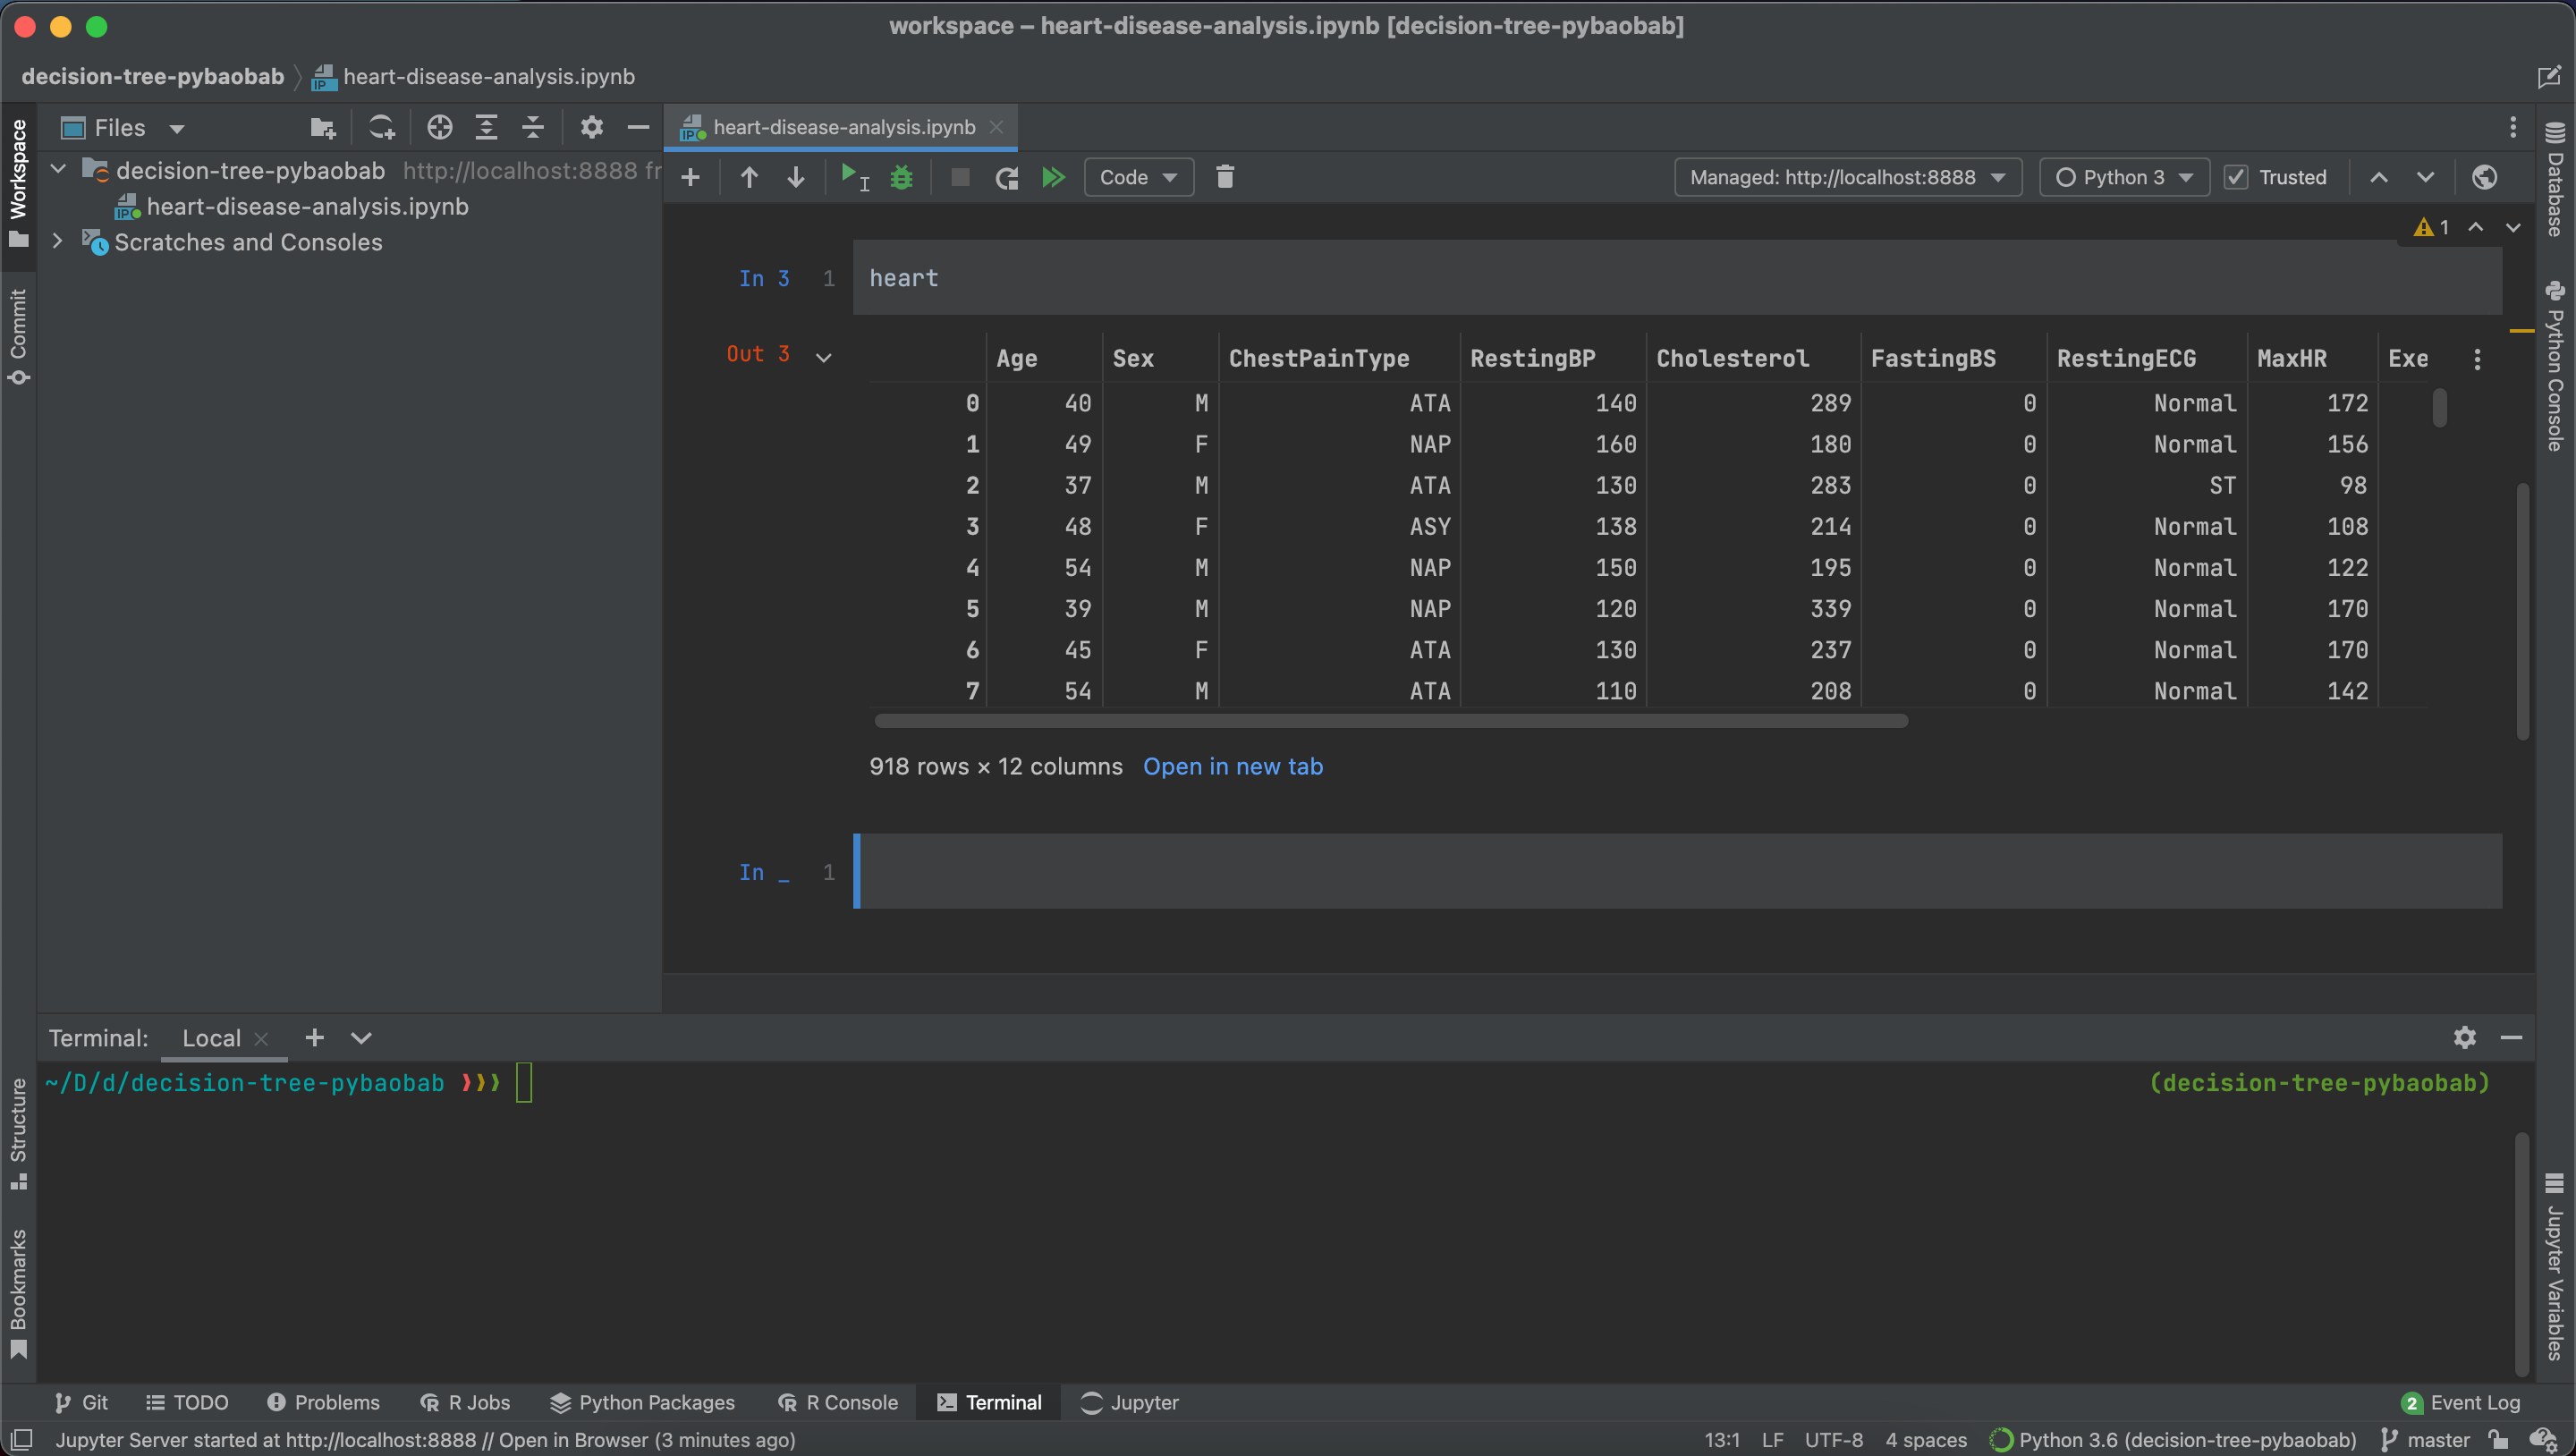 workspace – heart-disease-analysis.ipynb [decision-tree-pybaobab]
decision-tree-pybaobab heart-disease-analysis.ipynb
Workspace
Commit
Structure
Bookmarks
Files
decision-tree-pybaobab http://localhost:8888 fr
heart-disease-analysis.ipynb
Scratches and Consoles
heart-disease-analysis.ipynb
Code Managed: http://localhost:8888 Python 3 Trusted
1
In 3 1 heart
Out 3
Age Sex ChestPainType RestingBP Cholesterol FastingBS RestingECG MaxHR Exe
0 40 M ATA 140 289 0 Normal 172
1 49 F NAP 160 180 0 Normal 156
2 37 M ATA 130 283 0 ST 98
3 48 F ASY 138 214 0 Normal 108
4 54 M NAP 150 195 0 Normal 122
5 39 M NAP 120 339 0 Normal 170
6 45 F ATA 130 237 0 Normal 170
7 54 M ATA 110 208 0 Normal 142
918 rows × 12 columns Open in new tab
In _ 1
Database
Python Console
Jupyter Variables
Terminal: Local
~/D/d/decision-tree-pybaobab ❯❯❯ (decision-tree-pybaobab)
Git TODO Problems R Jobs Python Packages R Console Terminal Jupyter 2 Event Log
Jupyter Server started at http://localhost:8888 // Open in Browser (3 minutes ago) 13:1 LF UTF-8 4 spaces Python 3.6 (decision-tree-pybaobab) master